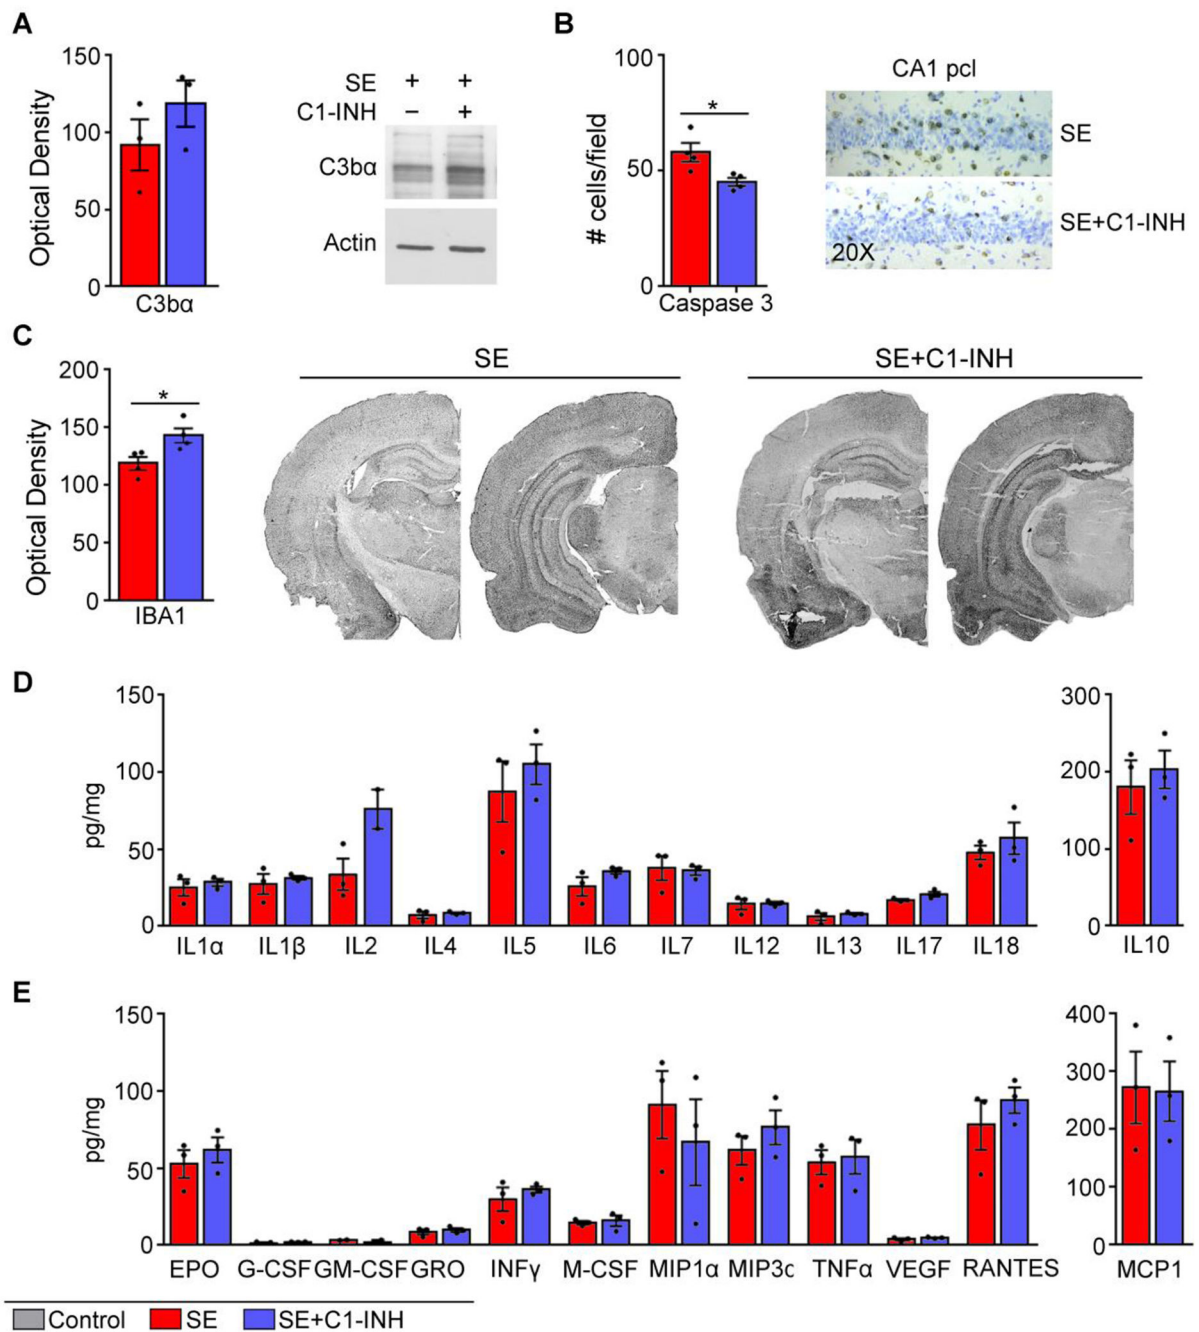 A
150
100
50
0
Optical Density
C3bα
SE + +
C1-INH − +
C3bα
Actin
B
100
50
0
# cells/field
*
Caspase 3
CA1 pcl
SE
SE+C1-INH
20X
C
200
150
100
50
0
Optical Density
*
IBA1
SE
SE+C1-INH
D
150
100
50
0
pg/mg
IL1α IL1β IL2 IL4 IL5 IL6 IL7 IL12 IL13 IL17 IL18
300
200
100
0
IL10
E
150
100
50
0
pg/mg
EPO G-CSF GM-CSF GRO INFγ M-CSF MIP1α MIP3c TNFα VEGF RANTES
400
300
200
100
0
MCP1
Control SE SE+C1-INH